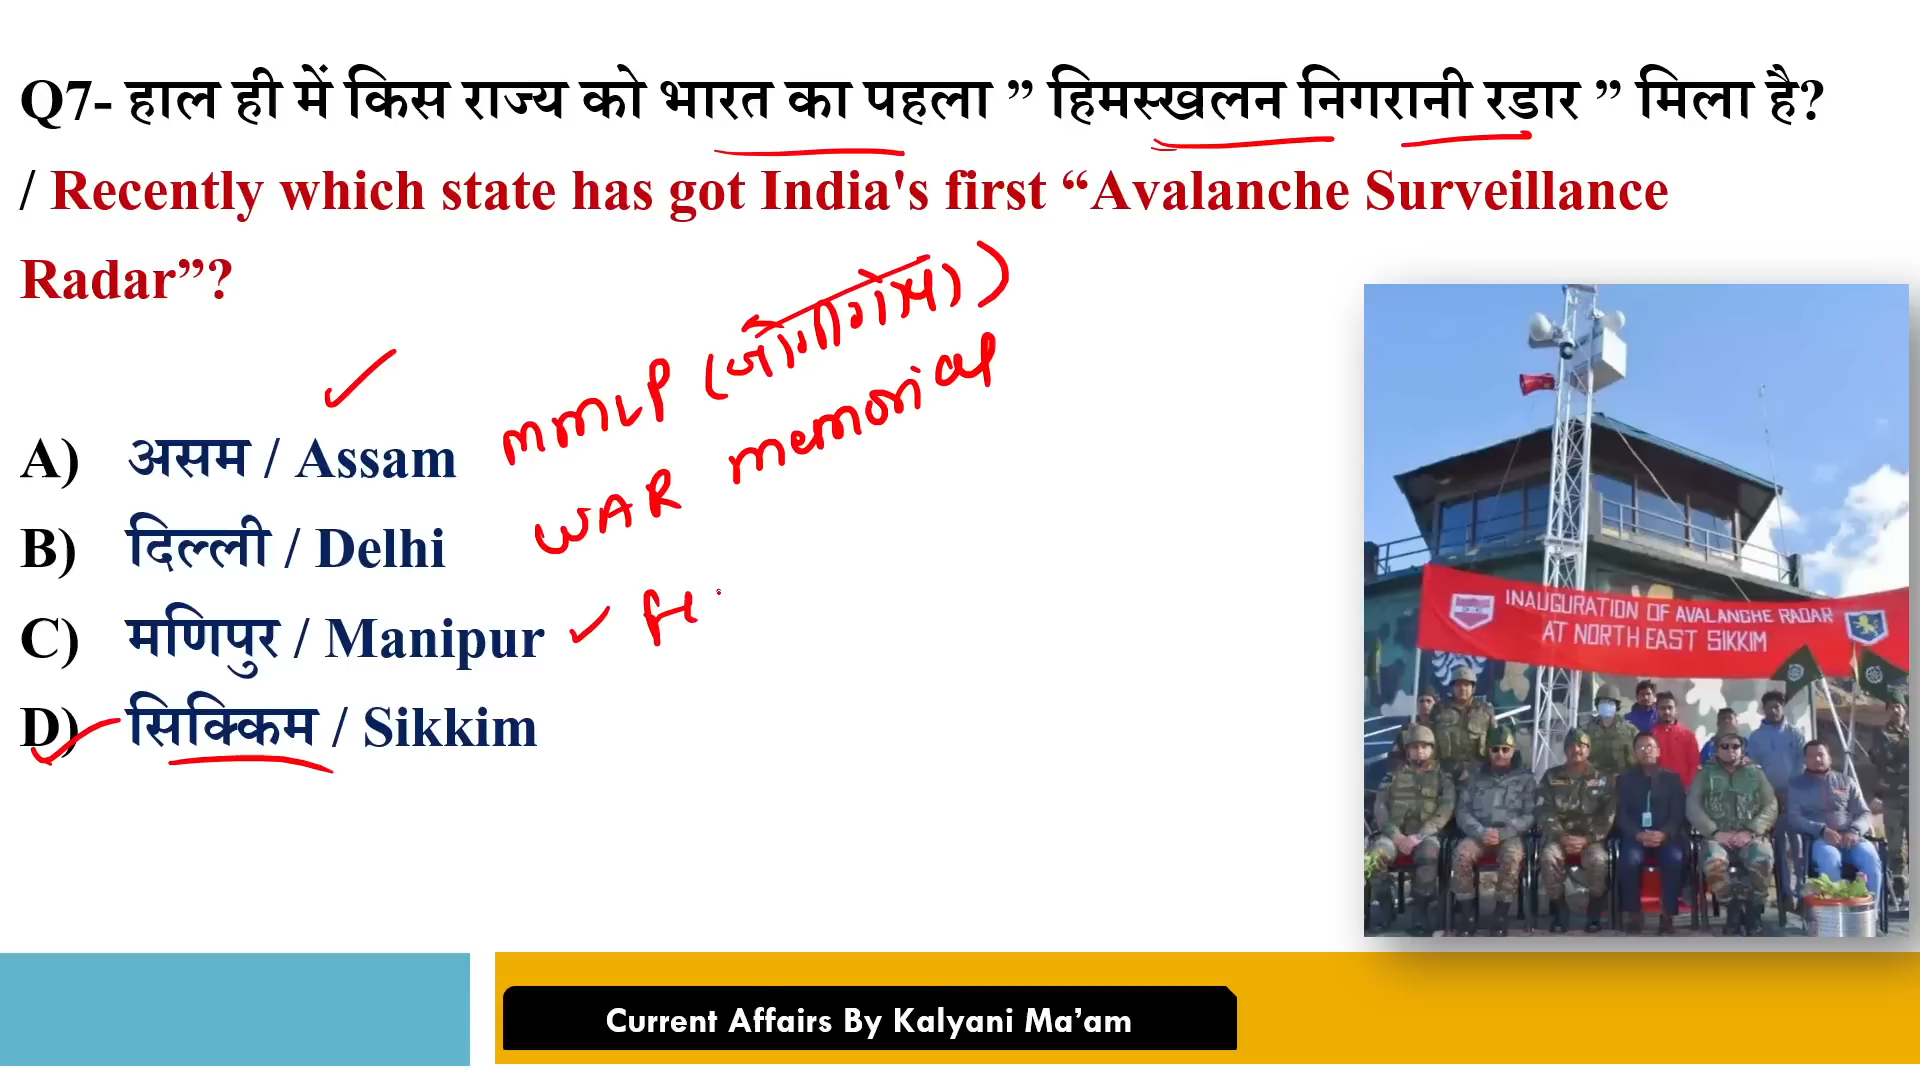 Q7- हाल ही में किस राज्य को भारत का पहला ” हिमस्खलन निगरानी रडार ” मिला है?
/ Recently which state has got India's first “Avalanche Surveillance
Radar”?
A) असम / Assam
MMLP (जोगीगोपा)
B) दिल्ली / Delhi
WAR memorial
C) मणिपुर / Manipur
D) सिक्किम / Sikkim
INAUGURATION OF AVALANCHE RADAR
AT NORTH EAST SIKKIM
Current Affairs By Kalyani Ma’am